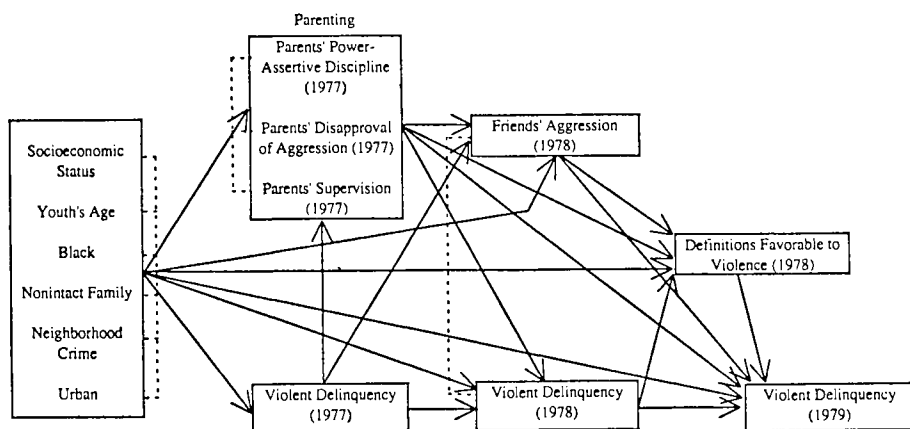 Parenting
Parents' Power-
Assertive Discipline
(1977)
Parents' Disapproval
of Aggression (1977)
Parents' Supervision
(1977)
Friends' Aggression
(1978)
Socioeconomic
Status
Youth's Age
Black
Nonintact Family
Neighborhood
Crime
Urban
Definitions Favorable to
Violence (1978)
Violent Delinquency
(1977)
Violent Delinquency
(1978)
Violent Delinquency
(1979)